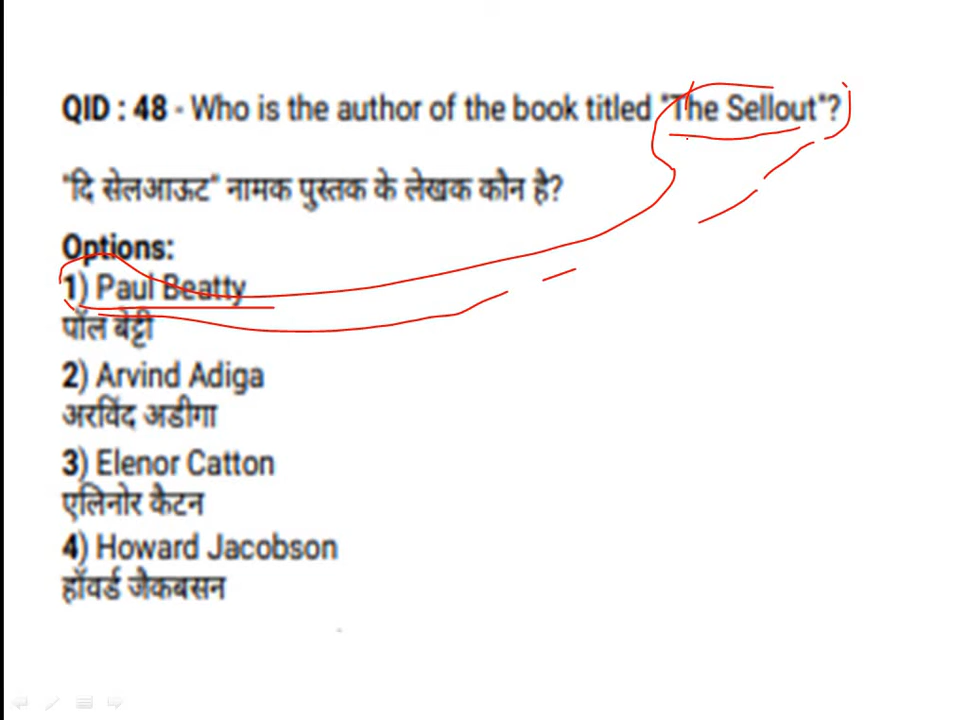 QID : 48 - Who is the author of the book titled "The Sellout"?
"दि सेलआऊट" नामक पुस्तक के लेखक कौन है?
Options:
1) Paul Beatty
पॉल बेट्टी
2) Arvind Adiga
अरविंद अडीगा
3) Elenor Catton
एलिनोर कैटन
4) Howard Jacobson
हॉवर्ड जैकबसन